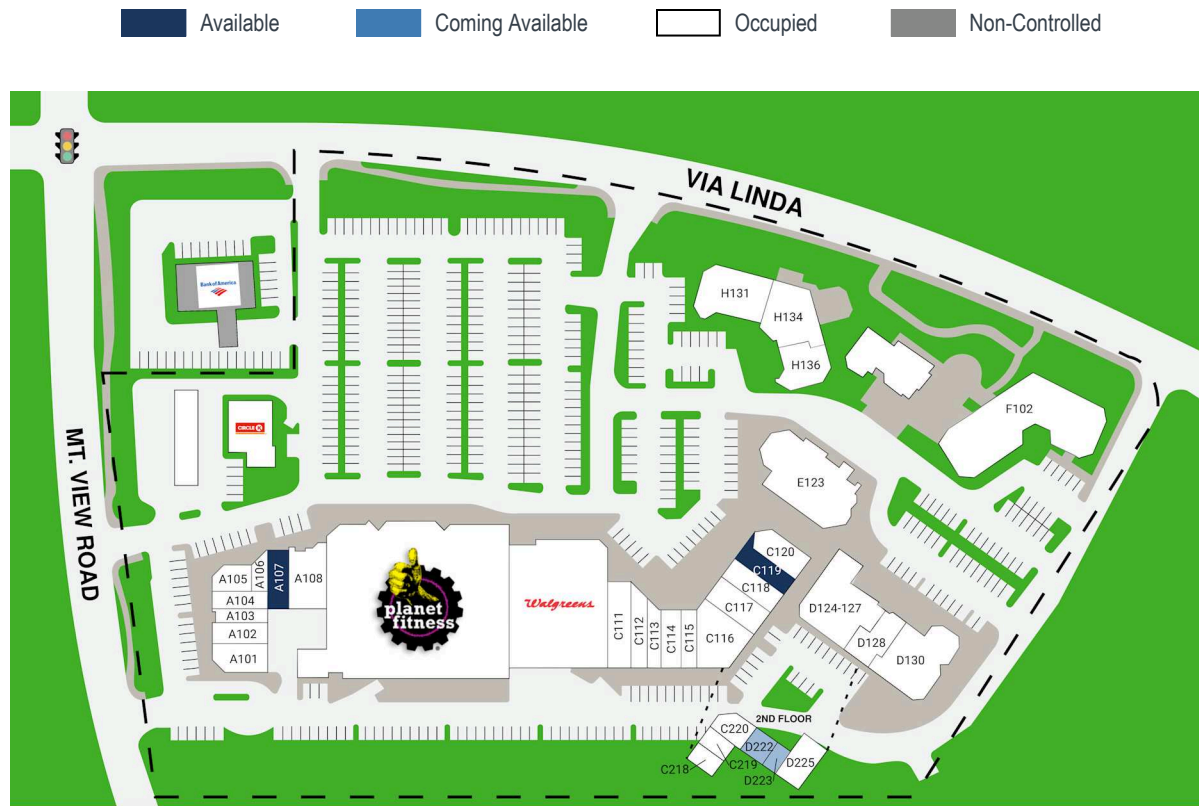 Available
Coming Available
Occupied
Non-Controlled
VIA LINDA
Bank of America
H131
H134
H136
F102
CIRCLE K
MT. VIEW ROAD
E123
A105
A106
A107
A108
A104
A103
A102
A101
planet
fitness®
Walgreens
C111
C112
C113
C114
C115
C116
C117
C118
C119
C120
D124-127
D128
D130
2ND FLOOR
C220
C219
C218
D222
D223
D225